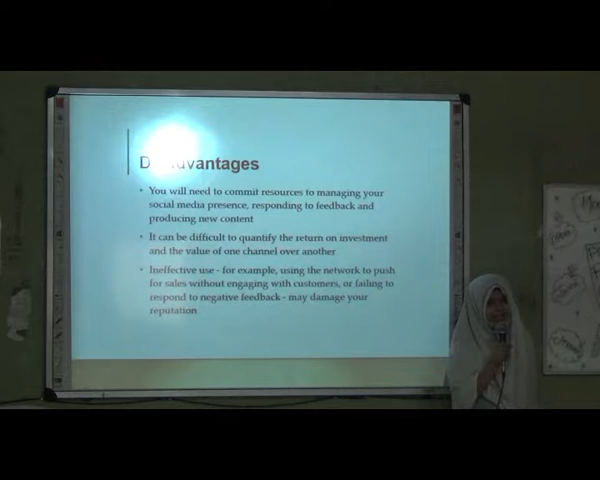 Disadvantages
• You will need to commit resources to managing your
social media presence, responding to feedback and
producing new content
• It can be difficult to quantify the return on investment
and the value of one channel over another
• Ineffective use - for example, using the network to push
for sales without engaging with customers, or failing to
respond to negative feedback - may damage your
reputation